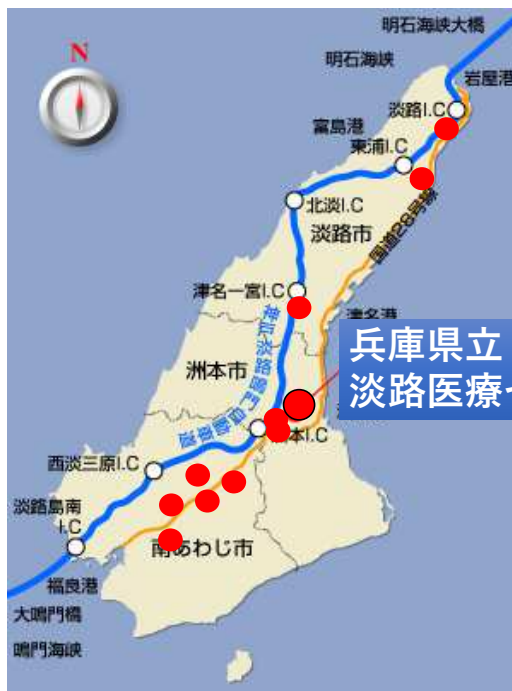 明石海峡大橋
明石海峡
N
岩屋港
淡路I.C
富島港
東浦I.C
北淡I.C
国道28号線
淡路市
津名一宮I.C
津名港
神戸淡路鳴門自動車道
兵庫県立
淡路医療
洲本市
本I.C
西淡三原I.C
淡路島南
I.C
南あわじ市
福良港
大鳴門橋
鳴門海峡